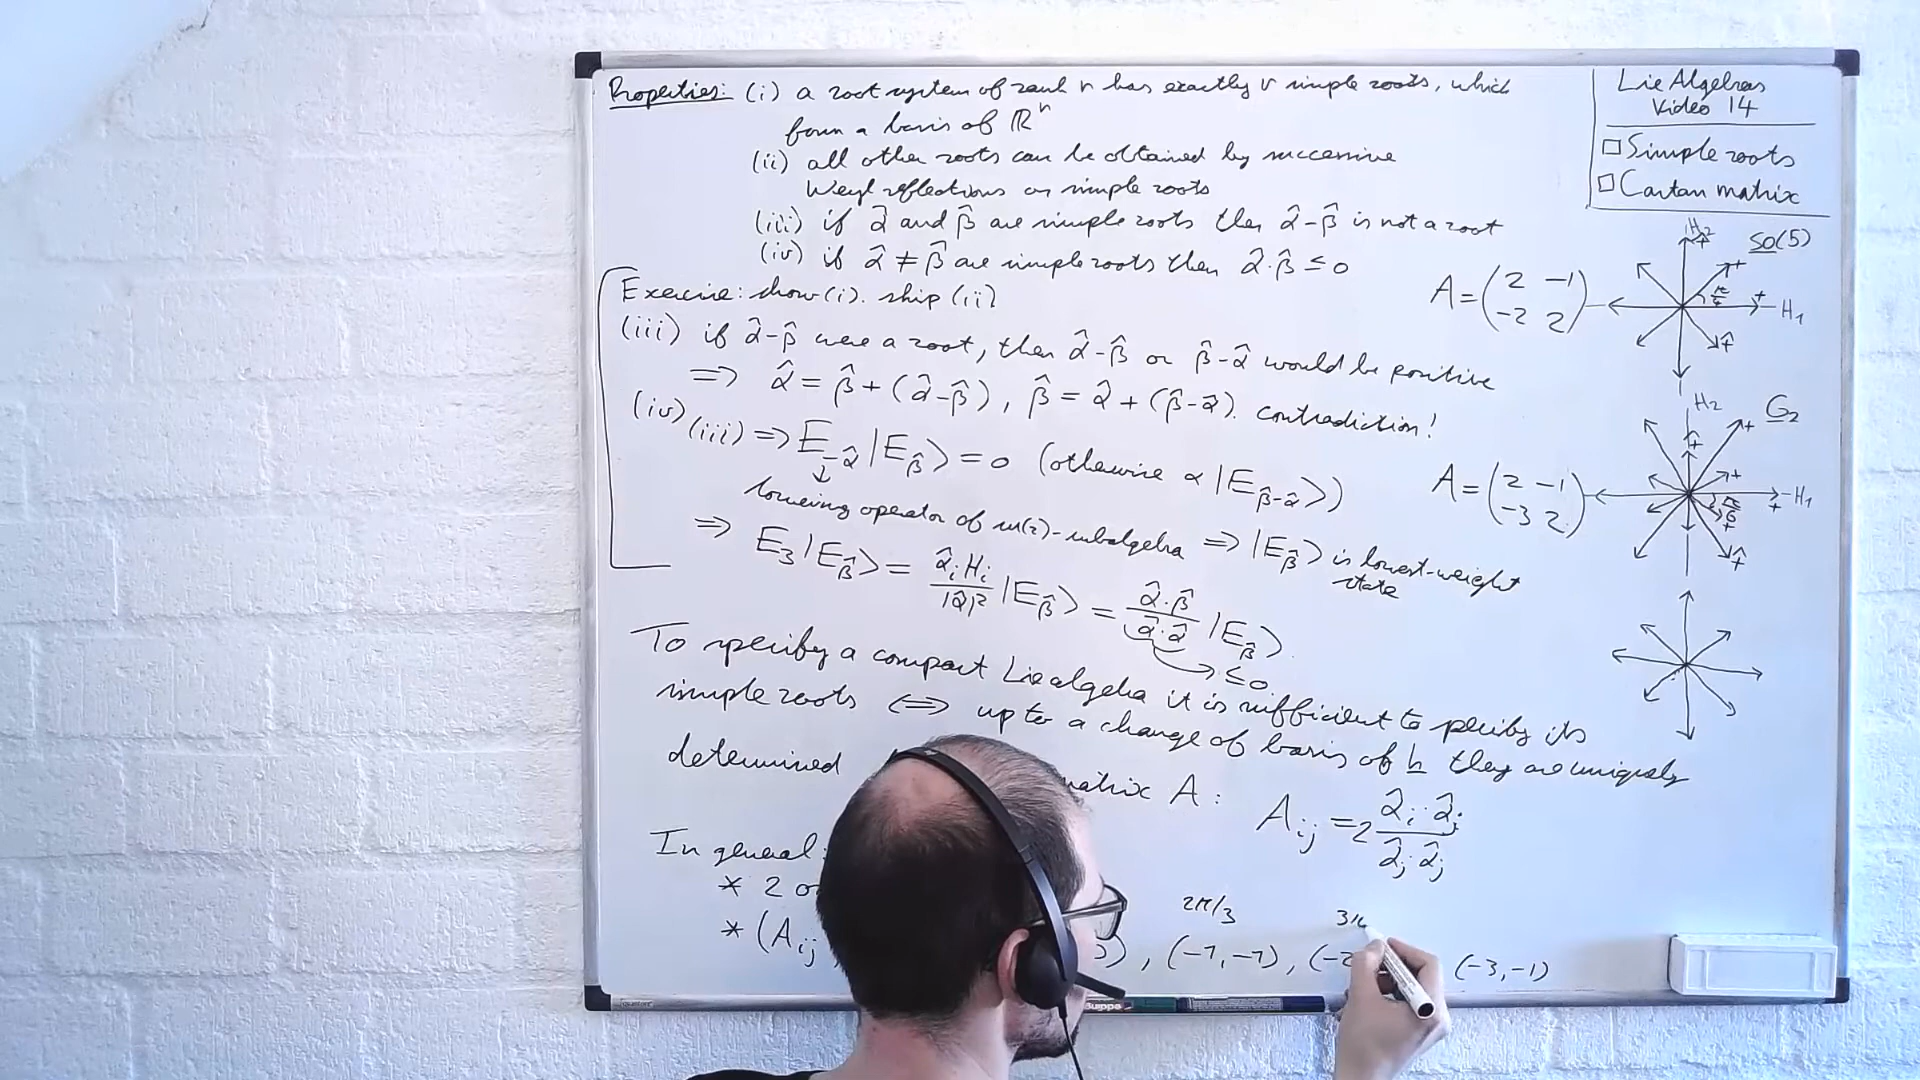 Properties: (i) a root system of rank r has exactly r simple roots, which
form a basis of ℝ^r
(ii) all other roots can be obtained by successive
Weyl reflections on simple roots
(iii) if α̂ and β̂ are simple roots then α̂-β̂ is not a root
(iv) if α̂ ≠ β̂ are simple roots then α̂·β̂ ≤ 0
Exercise: show (i). skip (ii)
(iii) if α̂-β̂ were a root, then α̂-β̂ or β̂-α̂ would be positive
=> α̂ = β̂ + (α̂-β̂), β̂ = α̂ + (β̂-α̂). contradiction!
(iv) (iii) => E_{-α̂} |E_β̂⟩ = 0 (otherwise ∝ |E_{β̂-α̂}⟩)
↓
lowering operator of su(2)-subalgebra => |E_β̂⟩ is lowest-weight
state
=> E_3 |E_β̂⟩ = α̂_i H_i / |α̂|² |E_β̂⟩ = α̂·β̂ / α̂·α̂ |E_β̂⟩.
≤0
To specify a compact Lie algebra it is sufficient to specify its
simple roots <=> up to a change of basis of h they are uniquely
determined matrix A: A_ij = 2 α̂_i·α̂_j / α̂_j·α̂_j
In general:
* 2 o
2π/3 3π
* (A_ij ), (-1,-1), (-2 (-3,-1)
Lie Algebras
Video 14
□ Simple roots
□ Cartan matrix
H_2 so(5)
A = (2 -1
-2 2)
+ + π/4 H_1 +̂
H_2 G_2
A = (2 -1
-3 2)
+ +̂ + H_1 +̂ π/6 + +̂